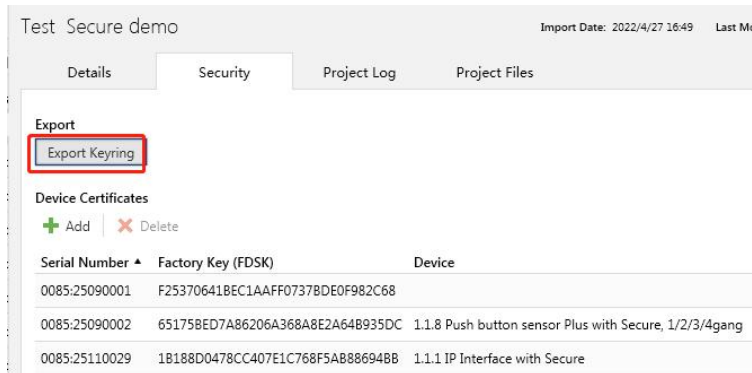 Test Secure demo Import Date: 2022/4/27 16:49 Last Mo
Details Security Project Log Project Files
Export
Export Keyring
Device Certificates
Add Delete
Serial Number Factory Key (FDSK) Device
0085:25090001 F25370641BEC1AAFF0737BDE0F982C68
0085:25090002 65175BED7A86206A368A8E2A64B935DC 1.1.8 Push button sensor Plus with Secure, 1/2/3/4gang
0085:25110029 1B188D0478CC407E1C768F5AB88694BB 1.1.1 IP Interface with Secure